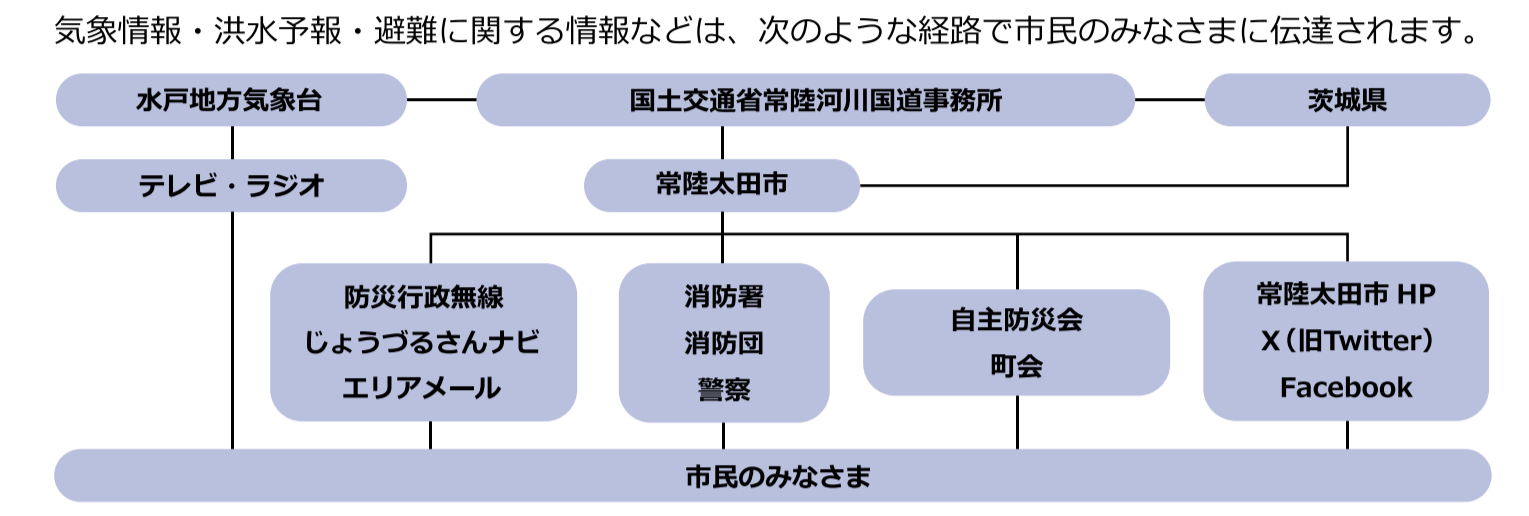 気象情報・洪水予報・避難に関する情報などは、次のような経路で市民のみなさまに伝達されます。
水戸地方気象台
国土交通省常陸河川国道事務所
茨城県
テレビ・ラジオ
常陸太田市
防災行政無線
じょうづるさんナビ
エリアメール
消防署
消防団
警察
自主防災会
町会
常陸太田市 HP
X（旧Twitter）
Facebook
市民のみなさま